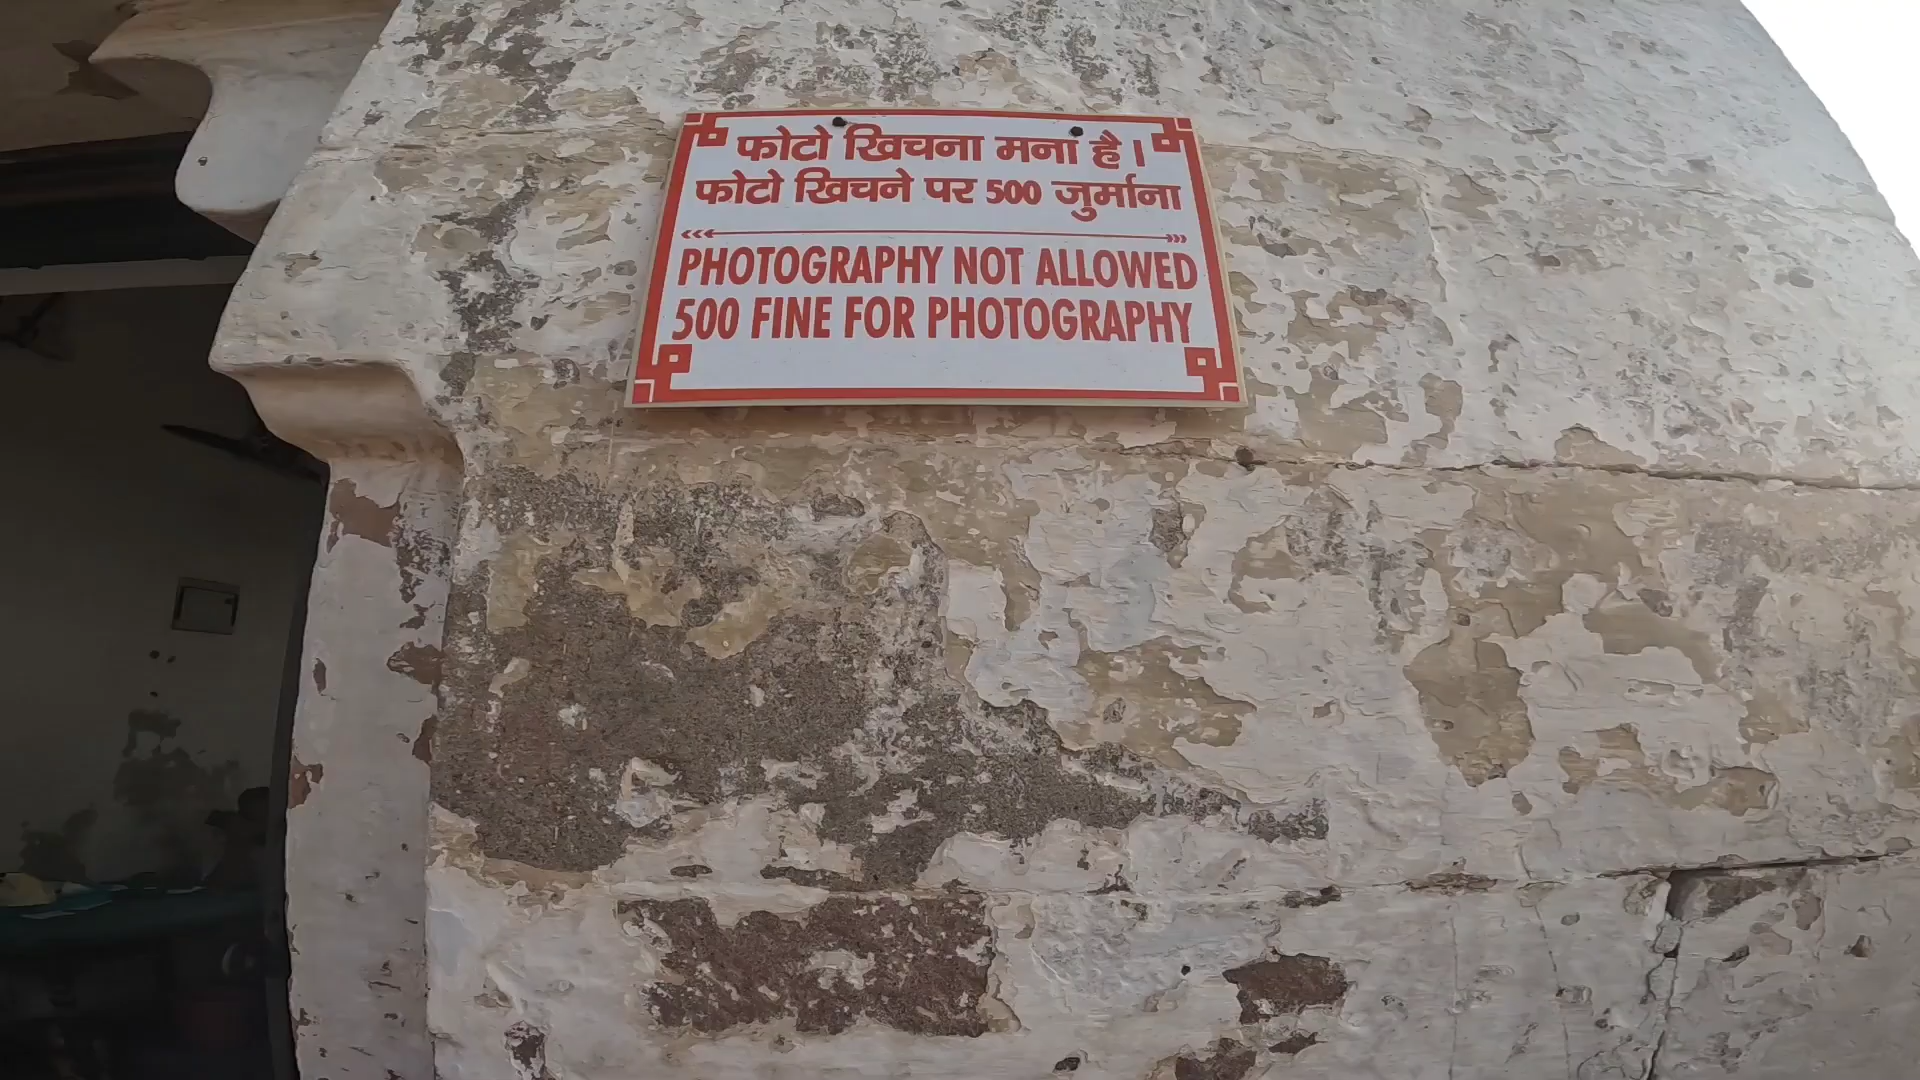 फोटो खिचना मना है।
फोटो खिचने पर 500 जुर्माना
PHOTOGRAPHY NOT ALLOWED
500 FINE FOR PHOTOGRAPHY